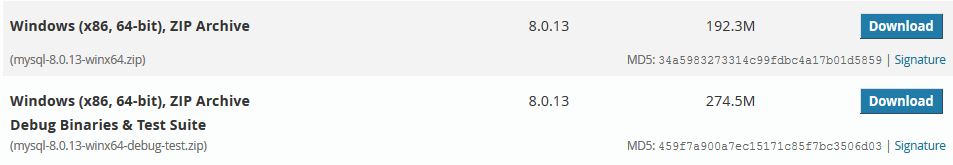 Windows (x86, 64-bit), ZIP Archive 8.0.13 192.3M Download
(mysql-8.0.13-winx64.zip) MD5: 34a5983273314c99fdbc4a17b01d5859 | Signature
Windows (x86, 64-bit), ZIP Archive 8.0.13 274.5M Download
Debug Binaries & Test Suite
(mysql-8.0.13-winx64-debug-test.zip) MD5: 459f7a900a7ec15171c85f7bc3506d03 | Signature